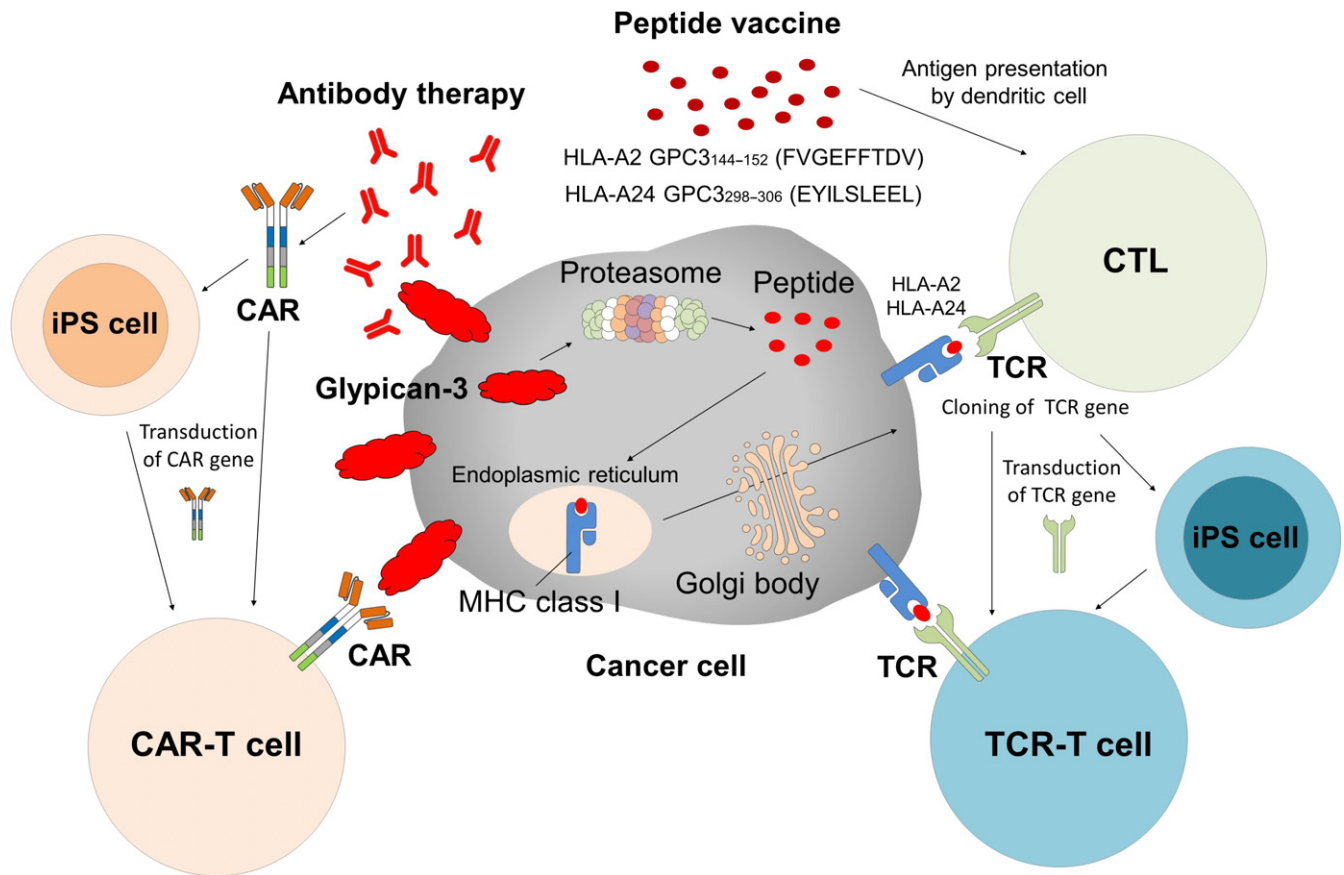 Peptide vaccine
Antibody therapy
Antigen presentation
by dendritic cell
HLA-A2 GPC3144–152 (FVGEFFTDV)
HLA-A24 GPC3298–306 (EYILSLEEL)
CTL
Proteasome
Peptide
HLA-A2
HLA-A24
iPS cell
CAR
TCR
Glypican-3
Cloning of TCR gene
Transduction
of CAR gene
Endoplasmic reticulum
Transduction
of TCR gene
iPS cell
Golgi body
MHC class I
CAR
Cancer cell
TCR
CAR-T cell
TCR-T cell